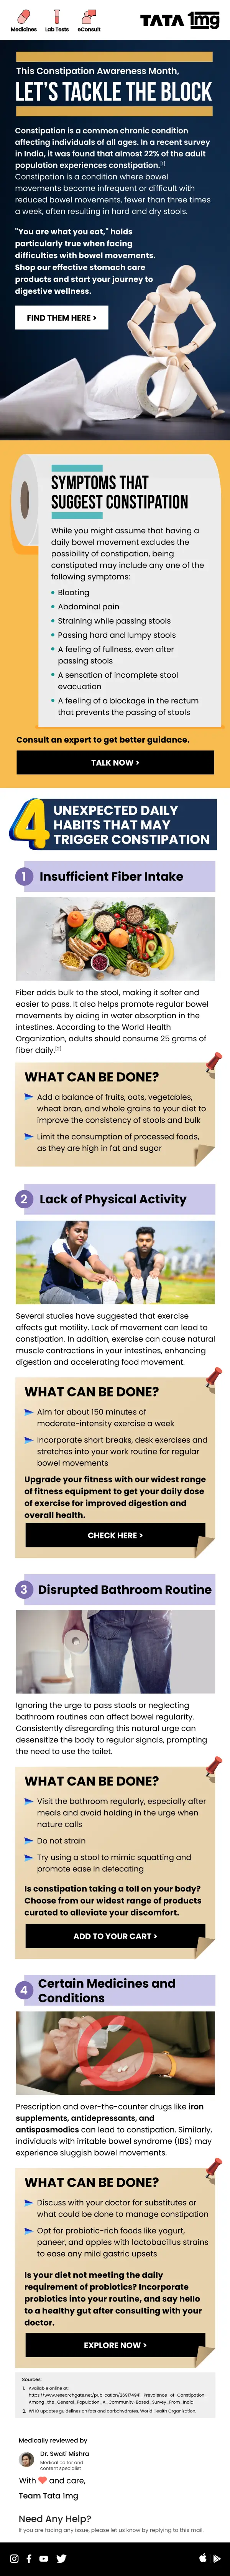 Medicines Lab Tests eConsult
TATA 1mg
This Constipation Awareness Month,
LET'S TACKLE THE BLOCK
Constipation is a common chronic condition
affecting individuals of all ages. In a recent survey
in India, it was found that almost 22% of the adult
population experiences constipation.[1]
Constipation is a condition where bowel
movements become infrequent or difficult with
reduced bowel movements, fewer than three times
a week, often resulting in hard and dry stools.
"You are what you eat," holds
particularly true when facing
difficulties with bowel movements.
Shop our effective stomach care
products and start your journey to
digestive wellness.
FIND THEM HERE >
SYMPTOMS THAT
SUGGEST CONSTIPATION
While you might assume that having a
daily bowel movement excludes the
possibility of constipation, being
constipated may include any one of the
following symptoms:
• Bloating
• Abdominal pain
• Straining while passing stools
• Passing hard and lumpy stools
• A feeling of fullness, even after
passing stools
• A sensation of incomplete stool
evacuation
• A feeling of a blockage in the rectum
that prevents the passing of stools
Consult an expert to get better guidance.
TALK NOW >
4 UNEXPECTED DAILY
HABITS THAT MAY
TRIGGER CONSTIPATION
1 Insufficient Fiber Intake
Fiber adds bulk to the stool, making it softer and
easier to pass. It also helps promote regular bowel
movements by aiding in water absorption in the
intestines. According to the World Health
Organization, adults should consume 25 grams of
fiber daily.[2]
WHAT CAN BE DONE?
Add a balance of fruits, oats, vegetables,
wheat bran, and whole grains to your diet to
improve the consistency of stools and bulk
Limit the consumption of processed foods,
as they are high in fat and sugar
2 Lack of Physical Activity
Several studies have suggested that exercise
affects gut motility. Lack of movement can lead to
constipation. In addition, exercise can cause natural
muscle contractions in your intestines, enhancing
digestion and accelerating food movement.
WHAT CAN BE DONE?
Aim for about 150 minutes of
moderate-intensity exercise a week
Incorporate short breaks, desk exercises and
stretches into your work routine for regular
bowel movements
Upgrade your fitness with our widest range
of fitness equipment to get your daily dose
of exercise for improved digestion and
overall health.
CHECK HERE >
3 Disrupted Bathroom Routine
Ignoring the urge to pass stools or neglecting
bathroom routines can affect bowel regularity.
Consistently disregarding this natural urge can
desensitize the body to regular signals, prompting
the need to use the toilet.
WHAT CAN BE DONE?
Visit the bathroom regularly, especially after
meals and avoid holding in the urge when
nature calls
Do not strain
Try using a stool to mimic squatting and
promote ease in defecating
Is constipation taking a toll on your body?
Choose from our widest range of products
curated to alleviate your discomfort.
ADD TO YOUR CART >
4 Certain Medicines and
Conditions
Prescription and over-the-counter drugs like iron
supplements, antidepressants, and
antispasmodics can lead to constipation. Similarly,
individuals with irritable bowel syndrome (IBS) may
experience sluggish bowel movements.
WHAT CAN BE DONE?
Discuss with your doctor for substitutes or
what could be done to manage constipation
Opt for probiotic-rich foods like yogurt,
paneer, and apples with lactobacillus strains
to ease any mild gastric upsets
Is your diet not meeting the daily
requirement of probiotics? Incorporate
probiotics into your routine, and say hello
to a healthy gut after consulting with your
doctor.
EXPLORE NOW >
Sources:
1. Available online at:
https://www.researchgate.net/publication/269174941_Prevalence_of_Constipation_
Among_the_General_Population_A_Community-Based_Survey_From_India
2. WHO updates guidelines on fats and carbohydrates. World Health Organization.
Medically reviewed by
Dr. Swati Mishra
Medical editor and
content specialist
With ❤ and care,
Team Tata 1mg
Need Any Help?
If you are facing any issue, please let us know by replying to this mail.